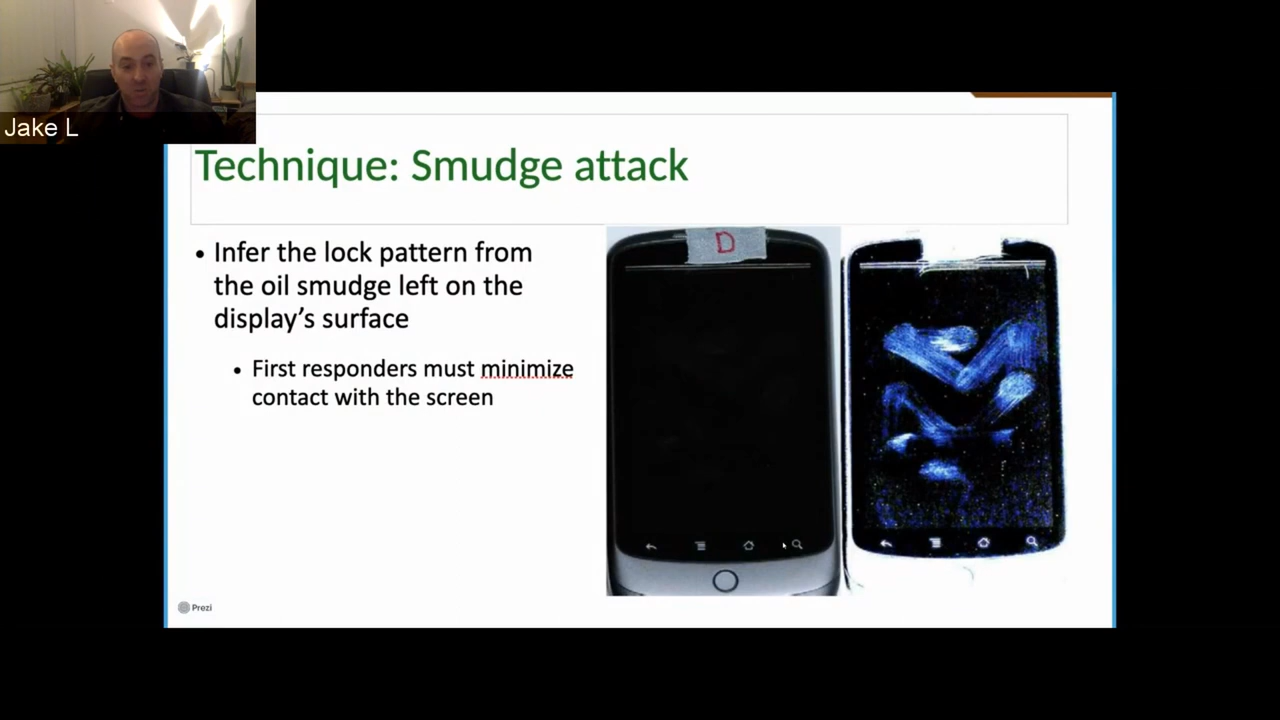 Jake L
Technique: Smudge attack
• Infer the lock pattern from
the oil smudge left on the
display’s surface
• First responders must minimize
contact with the screen
D
Prezi